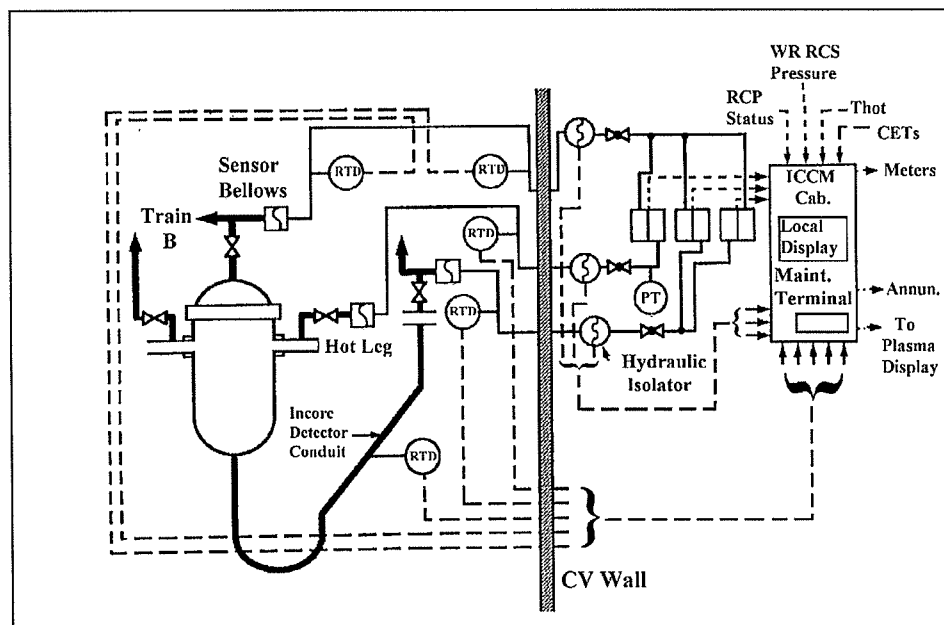 WR RCS
Pressure
RCP
Status
Thot
CETs
Meters
ICCM
Cab.
Local
Display
Maint.
Terminal
Annun.
To
Plasma
Display
Sensor
Bellows
Train
B
RTD
RTD
RTD
RTD
RTD
PT
Hot Leg
Hydraulic
Isolator
Incore
Detector
Conduit
CV Wall